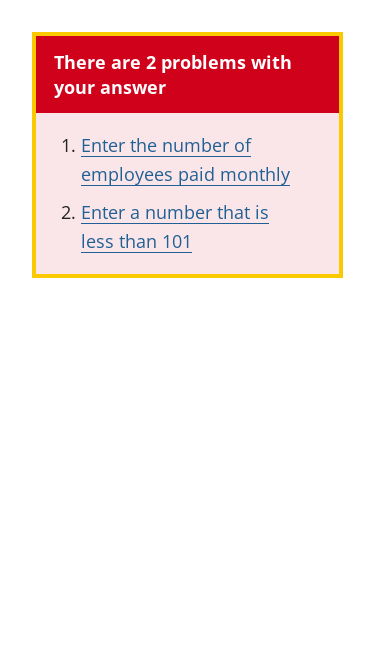 There are 2 problems with
your answer
1. Enter the number of
employees paid monthly
2. Enter a number that is
less than 101